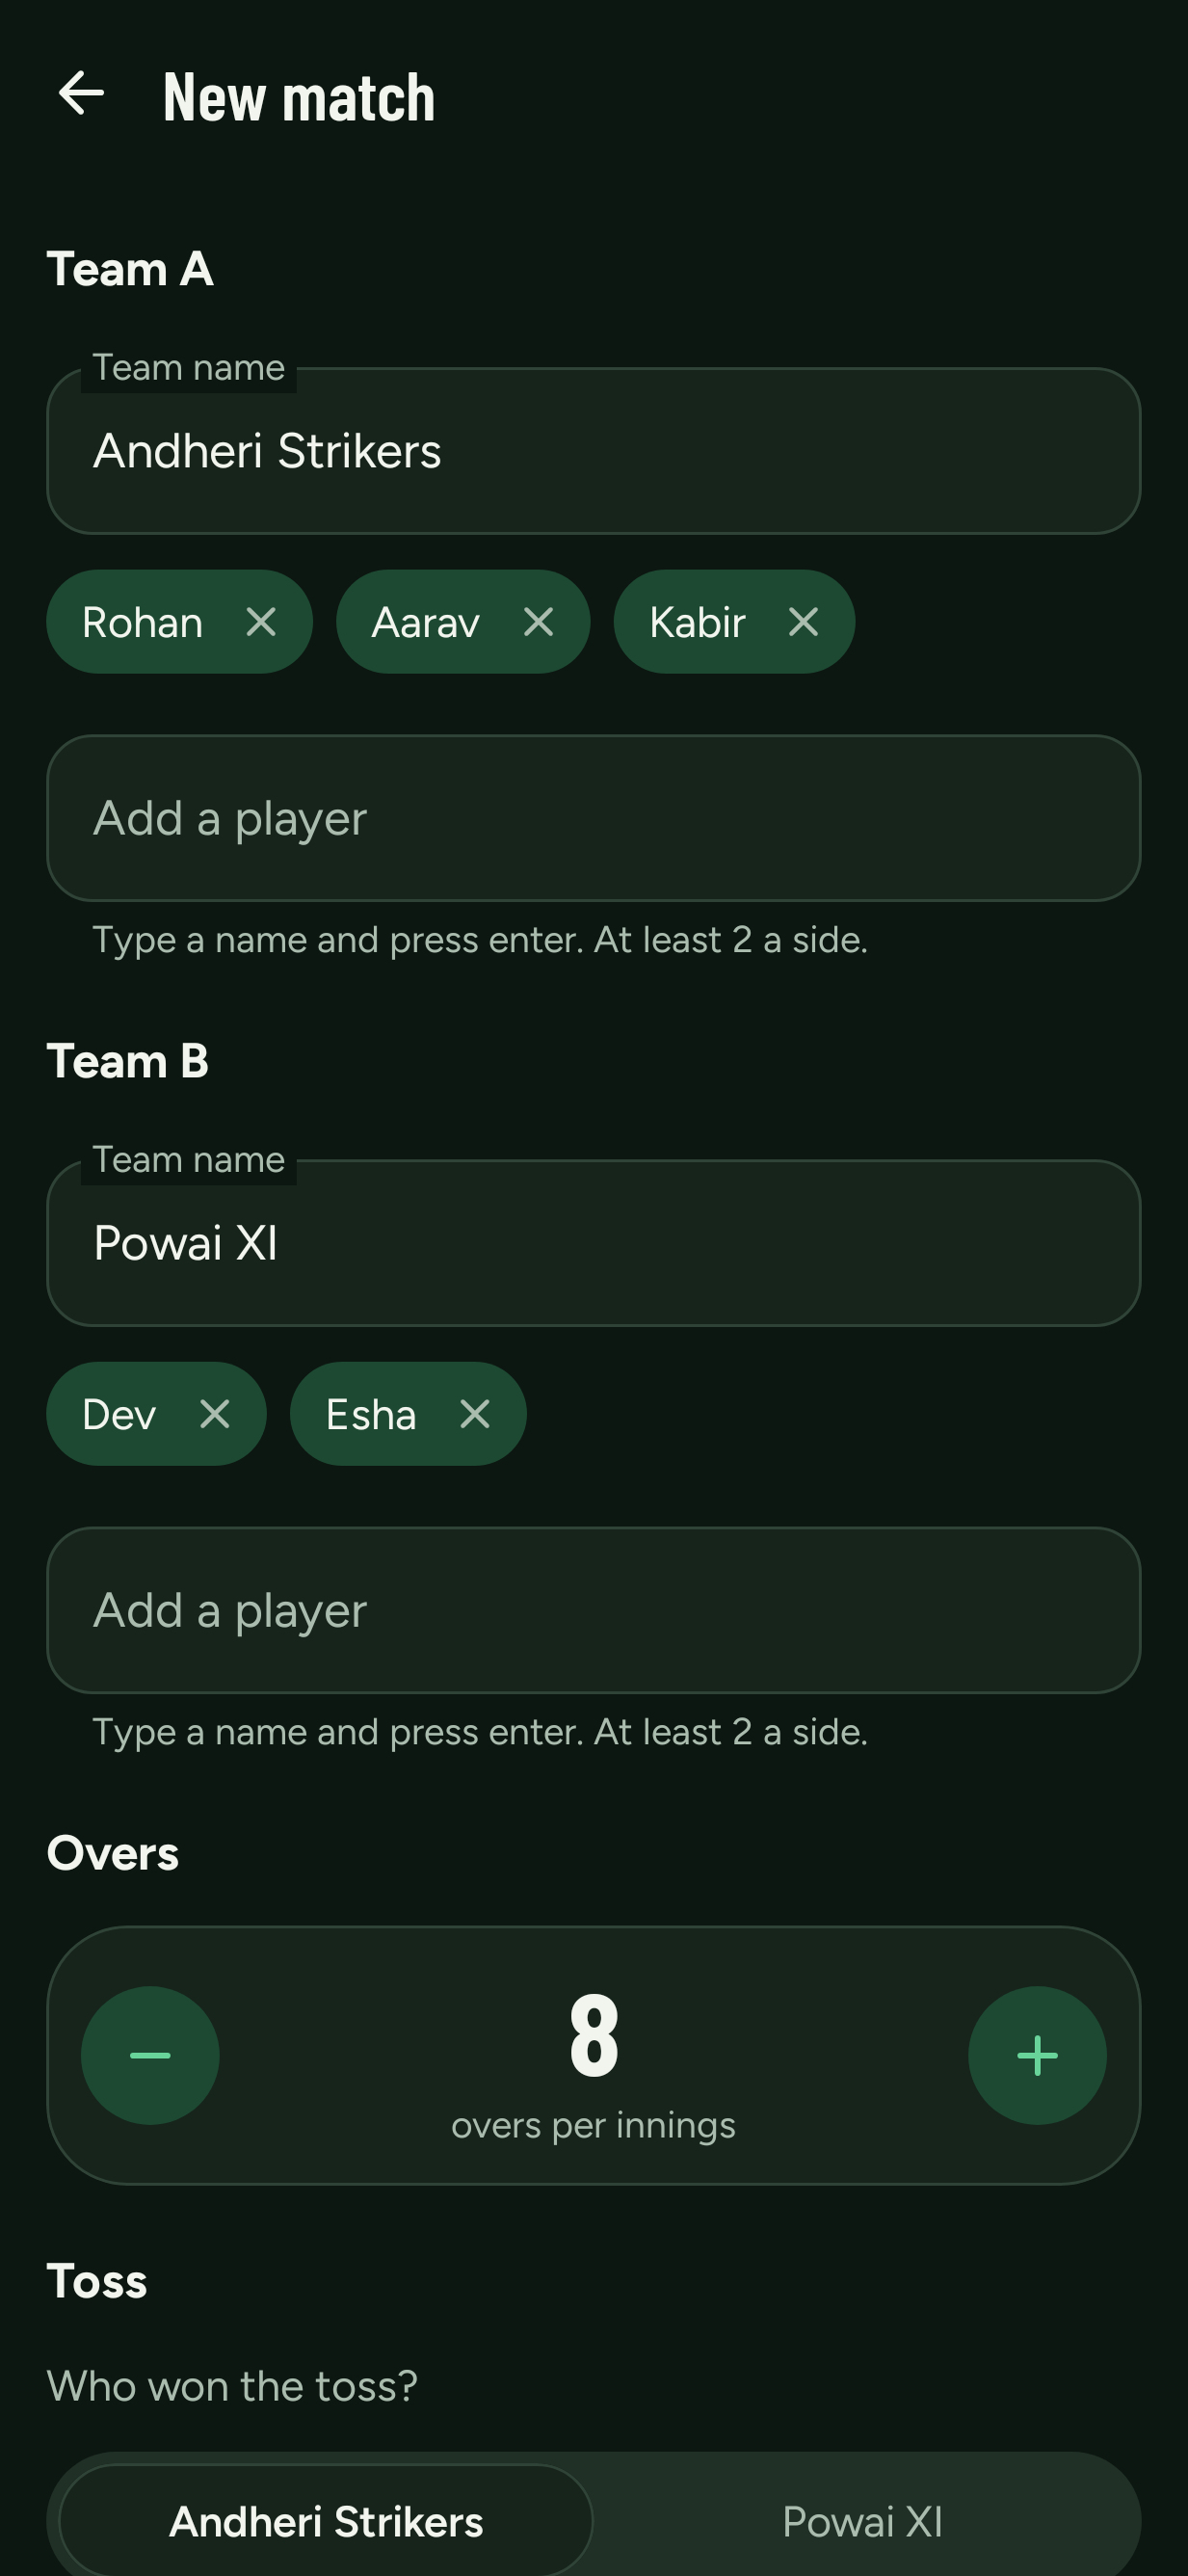 New match
Team A
Team name
Andheri Strikers
Rohan
Aarav
Kabir
Add a player
Type a name and press enter. At least 2 a side.
Team B
Team name
Powai XI
Dev
Esha
Add a player
Type a name and press enter. At least 2 a side.
Overs
8
overs per innings
Toss
Who won the toss?
Andheri Strikers
Powai XI